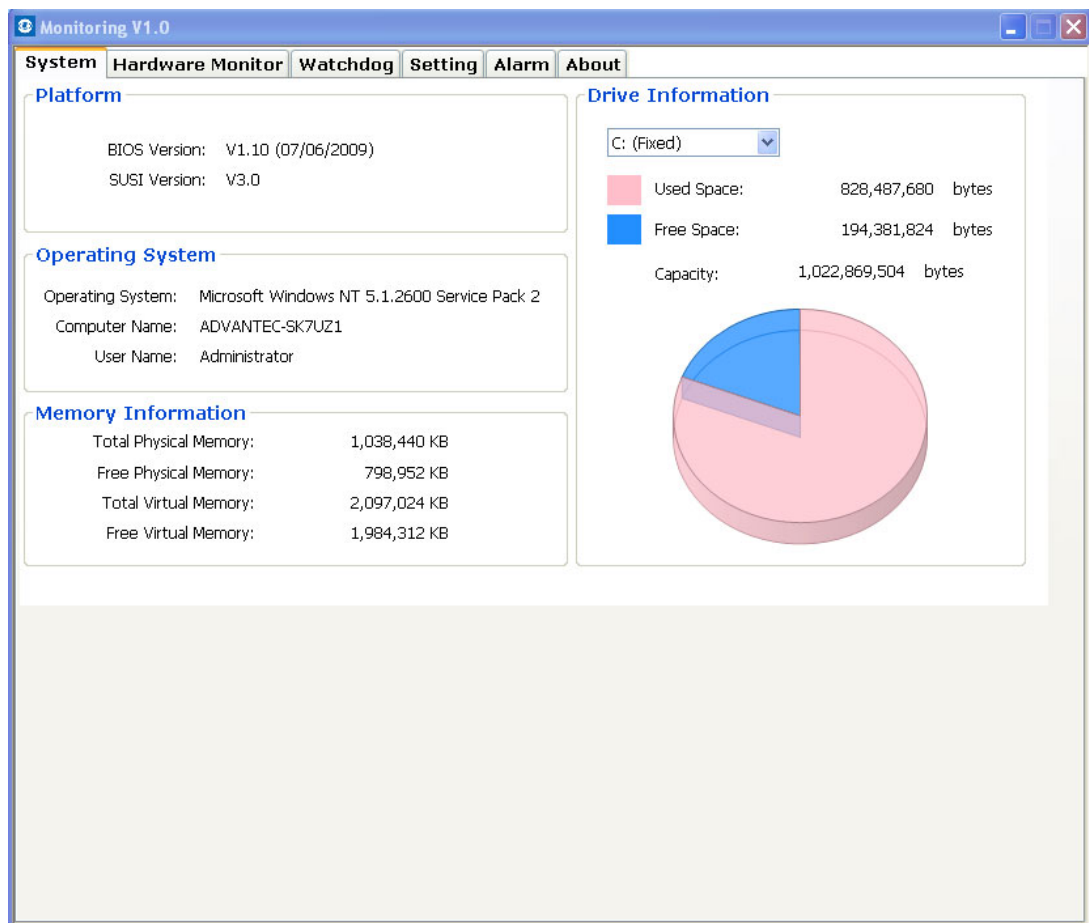 Monitoring V1.0
System Hardware Monitor Watchdog Setting Alarm About
Platform
BIOS Version: V1.10 (07/06/2009)
SUSI Version: V3.0
Operating System
Operating System: Microsoft Windows NT 5.1.2600 Service Pack 2
Computer Name: ADVANTEC-SK7UZ1
User Name: Administrator
Memory Information
Total Physical Memory: 1,038,440 KB
Free Physical Memory: 798,952 KB
Total Virtual Memory: 2,097,024 KB
Free Virtual Memory: 1,984,312 KB
Drive Information
C: (Fixed)
Used Space: 828,487,680 bytes
Free Space: 194,381,824 bytes
Capacity: 1,022,869,504 bytes